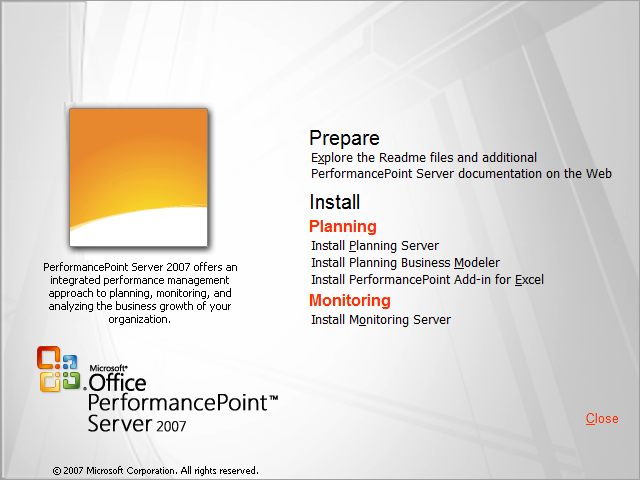 Prepare
Explore the Readme files and additional
PerformancePoint Server documentation on the Web
Install
Planning
Install Planning Server
Install Planning Business Modeler
Install PerformancePoint Add-in for Excel
Monitoring
Install Monitoring Server
PerformancePoint Server 2007 offers an
integrated performance management
approach to planning, monitoring, and
analyzing the business growth of your
organization.
Microsoft®
Office
PerformancePoint™
Server 2007
Close
© 2007 Microsoft Corporation. All rights reserved.